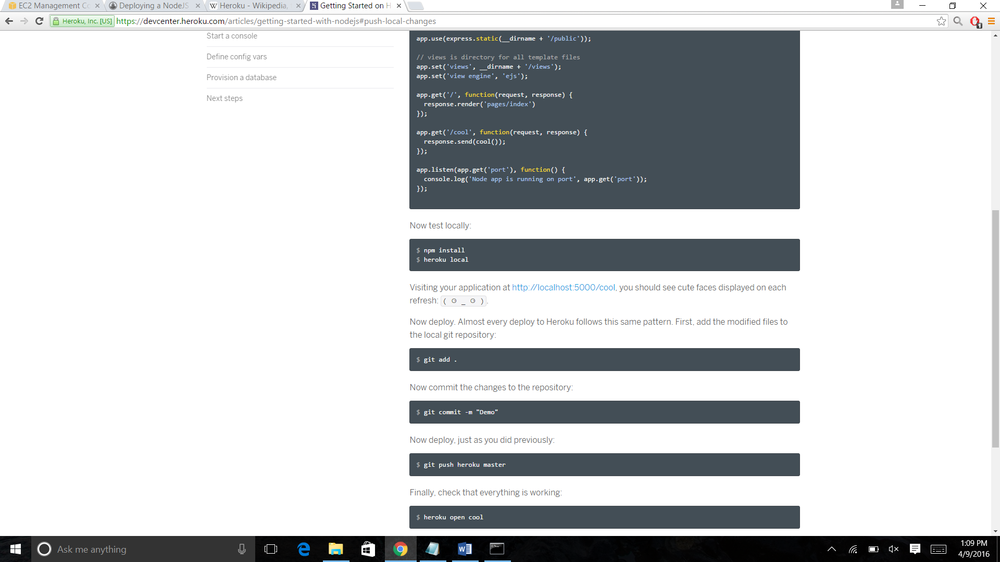 EC2 Management Co
Deploying a NodeJS
W Heroku - Wikipedia,
Getting Started on H
Heroku, Inc. [US] https://devcenter.heroku.com/articles/getting-started-with-nodejs#push-local-changes
1
Start a console
Define config vars
Provision a database
Next steps
app.use(express.static(__dirname + '/public'));
// views is directory for all template files
app.set('views', __dirname + '/views');
app.set('view engine', 'ejs');
app.get('/', function(request, response) {
response.render('pages/index')
});
app.get('/cool', function(request, response) {
response.send(cool());
});
app.listen(app.get('port'), function() {
console.log('Node app is running on port', app.get('port'));
});
Now test locally:
$ npm install
$ heroku local
Visiting your application at http://localhost:5000/cool, you should see cute faces displayed on each
refresh: ( ʘ _ ʘ ).
Now deploy. Almost every deploy to Heroku follows this same pattern. First, add the modified files to
the local git repository:
$ git add .
Now commit the changes to the repository:
$ git commit -m "Demo"
Now deploy, just as you did previously:
$ git push heroku master
Finally, check that everything is working:
$ heroku open cool
Ask me anything
1:09 PM
4/9/2016